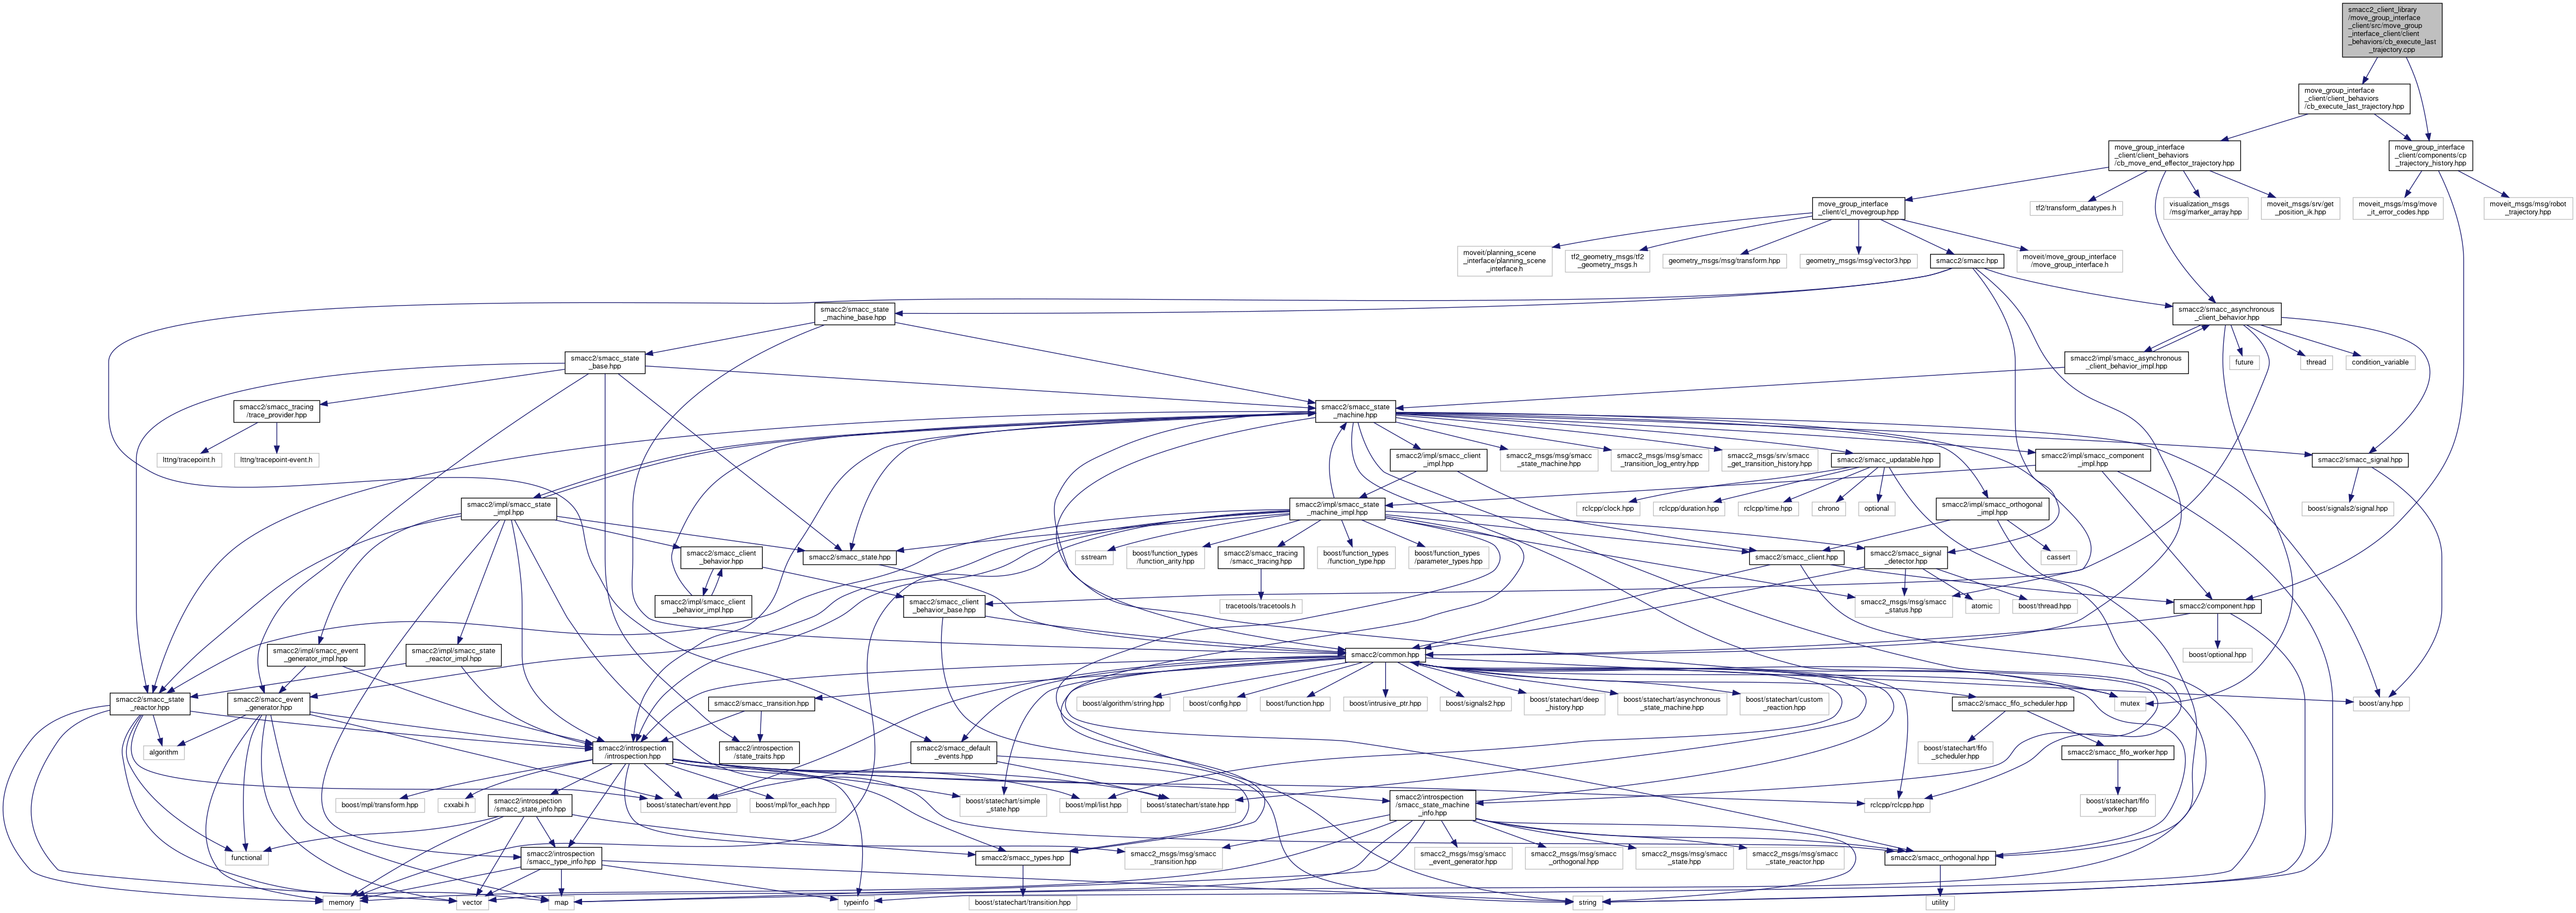 smacc2_client_library
/move_group_interface
_client/src/move_group
_interface_client/client
_behaviors/cb_execute_last
_trajectory.cpp
move_group_interface
_client/client_behaviors
/cb_execute_last_trajectory.hpp
move_group_interface
_client/client_behaviors
/cb_move_end_effector_trajectory.hpp
move_group_interface
_client/components/cp
_trajectory_history.hpp
move_group_interface
_client/cl_movegroup.hpp
tf2/transform_datatypes.h
visualization_msgs
/msg/marker_array.hpp
moveit_msgs/srv/get
_position_ik.hpp
moveit_msgs/msg/move
_it_error_codes.hpp
moveit_msgs/msg/robot
_trajectory.hpp
moveit/planning_scene
_interface/planning_scene
_interface.h
tf2_geometry_msgs/tf2
_geometry_msgs.h
geometry_msgs/msg/transform.hpp
geometry_msgs/msg/vector3.hpp
smacc2/smacc.hpp
moveit/move_group_interface
/move_group_interface.h
smacc2/smacc_state
_machine_base.hpp
smacc2/smacc_asynchronous
_client_behavior.hpp
smacc2/smacc_state
_base.hpp
smacc2/impl/smacc_asynchronous
_client_behavior_impl.hpp
future
thread
condition_variable
smacc2/smacc_tracing
/trace_provider.hpp
smacc2/smacc_state
_machine.hpp
lttng/tracepoint.h
lttng/tracepoint-event.h
smacc2/impl/smacc_client
_impl.hpp
smacc2_msgs/msg/smacc
_state_machine.hpp
smacc2_msgs/msg/smacc
_transition_log_entry.hpp
smacc2_msgs/srv/smacc
_get_transition_history.hpp
smacc2/smacc_updatable.hpp
smacc2/impl/smacc_component
_impl.hpp
smacc2/smacc_signal.hpp
smacc2/impl/smacc_state
_impl.hpp
smacc2/impl/smacc_state
_machine_impl.hpp
rclcpp/clock.hpp
rclcpp/duration.hpp
rclcpp/time.hpp
chrono
optional
smacc2/impl/smacc_orthogonal
_impl.hpp
boost/signals2/signal.hpp
smacc2/smacc_client
_behavior.hpp
smacc2/smacc_state.hpp
sstream
boost/function_types
/function_arity.hpp
smacc2/smacc_tracing
/smacc_tracing.hpp
boost/function_types
/function_type.hpp
boost/function_types
/parameter_types.hpp
smacc2/smacc_client.hpp
smacc2/smacc_signal
_detector.hpp
cassert
smacc2/impl/smacc_client
_behavior_impl.hpp
smacc2/smacc_client
_behavior_base.hpp
tracetools/tracetools.h
smacc2_msgs/msg/smacc
_status.hpp
atomic
boost/thread.hpp
smacc2/component.hpp
smacc2/impl/smacc_event
_generator_impl.hpp
smacc2/impl/smacc_state
_reactor_impl.hpp
smacc2/common.hpp
boost/optional.hpp
smacc2/smacc_state
_reactor.hpp
smacc2/smacc_event
_generator.hpp
smacc2/smacc_transition.hpp
boost/algorithm/string.hpp
boost/config.hpp
boost/function.hpp
boost/intrusive_ptr.hpp
boost/signals2.hpp
boost/statechart/deep
_history.hpp
boost/statechart/asynchronous
_state_machine.hpp
boost/statechart/custom
_reaction.hpp
smacc2/smacc_fifo_scheduler.hpp
mutex
boost/any.hpp
algorithm
smacc2/introspection
/introspection.hpp
smacc2/introspection
/state_traits.hpp
smacc2/smacc_default
_events.hpp
boost/statechart/fifo
_scheduler.hpp
smacc2/smacc_fifo_worker.hpp
boost/mpl/transform.hpp
cxxabi.h
smacc2/introspection
/smacc_state_info.hpp
boost/statechart/event.hpp
boost/mpl/for_each.hpp
boost/statechart/simple
_state.hpp
boost/mpl/list.hpp
boost/statechart/state.hpp
smacc2/introspection
/smacc_state_machine
_info.hpp
rclcpp/rclcpp.hpp
boost/statechart/fifo
_worker.hpp
functional
smacc2/introspection
/smacc_type_info.hpp
smacc2/smacc_types.hpp
smacc2_msgs/msg/smacc
_transition.hpp
smacc2_msgs/msg/smacc
_event_generator.hpp
smacc2_msgs/msg/smacc
_orthogonal.hpp
smacc2_msgs/msg/smacc
_state.hpp
smacc2_msgs/msg/smacc
_state_reactor.hpp
smacc2/smacc_orthogonal.hpp
memory
vector
map
typeinfo
boost/statechart/transition.hpp
string
utility